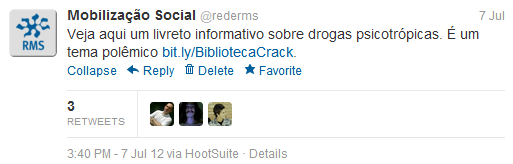 Mobilização Social @rederms 7 Jul
Veja aqui um livreto informativo sobre drogas psicotrópicas. É um
tema polêmico bit.ly/BibliotecaCrack.
RMS
Collapse Reply Delete Favorite
3
RETWEETS
3:40 PM - 7 Jul 12 via HootSuite · Details